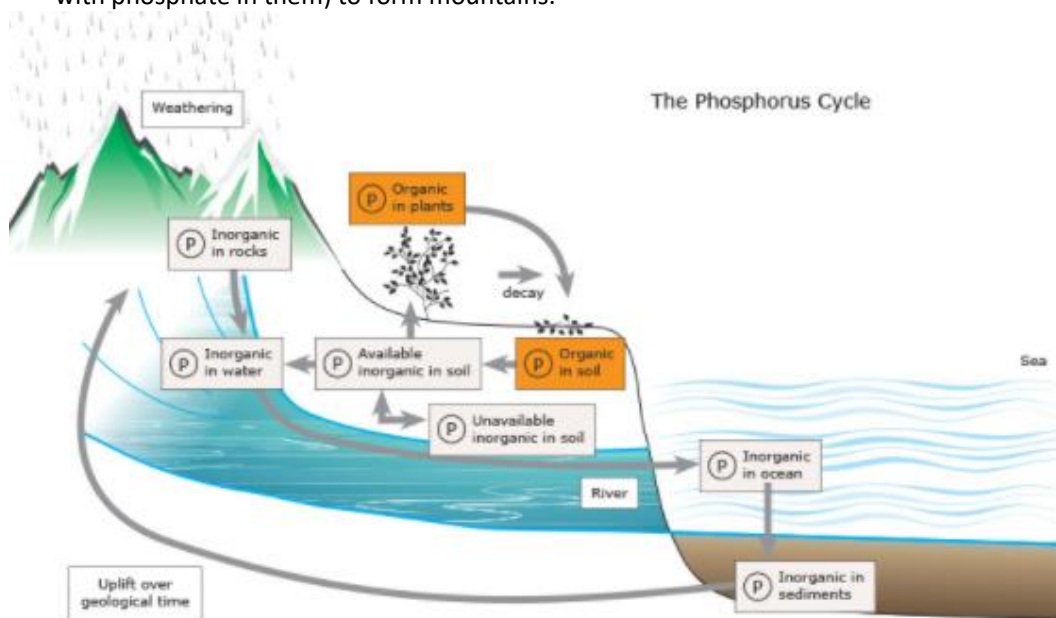 with phosphate in them) to form mountains.
The Phosphorus Cycle
Weathering
P Organic
in plants
P Inorganic
in rocks
decay
P Inorganic
in water
P Available
inorganic in soil
P Organic
in soil
Sea
P Unavailable
inorganic in soil
P Inorganic
in ocean
River
Uplift over
geological time
P Inorganic in
sediments